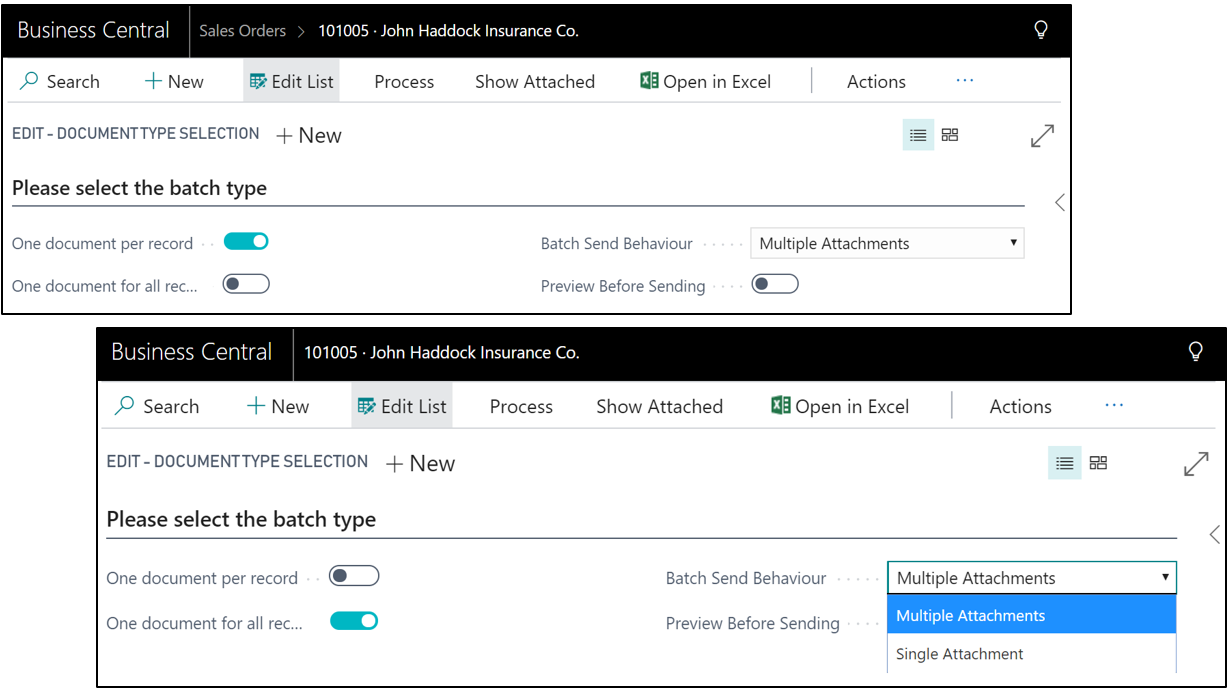 Business Central Sales Orders > 101005 · John Haddock Insurance Co.
Search + New Edit List Process Show Attached Open in Excel Actions ...
EDIT - DOCUMENT TYPE SELECTION + New
Please select the batch type
One document per record Batch Send Behaviour Multiple Attachments
One document for all rec... Preview Before Sending
Business Central 101005 · John Haddock Insurance Co.
Search + New Edit List Process Show Attached Open in Excel Actions ...
EDIT - DOCUMENT TYPE SELECTION + New
Please select the batch type
One document per record Batch Send Behaviour Multiple Attachments
Multiple Attachments
One document for all rec... Preview Before Sending
Single Attachment